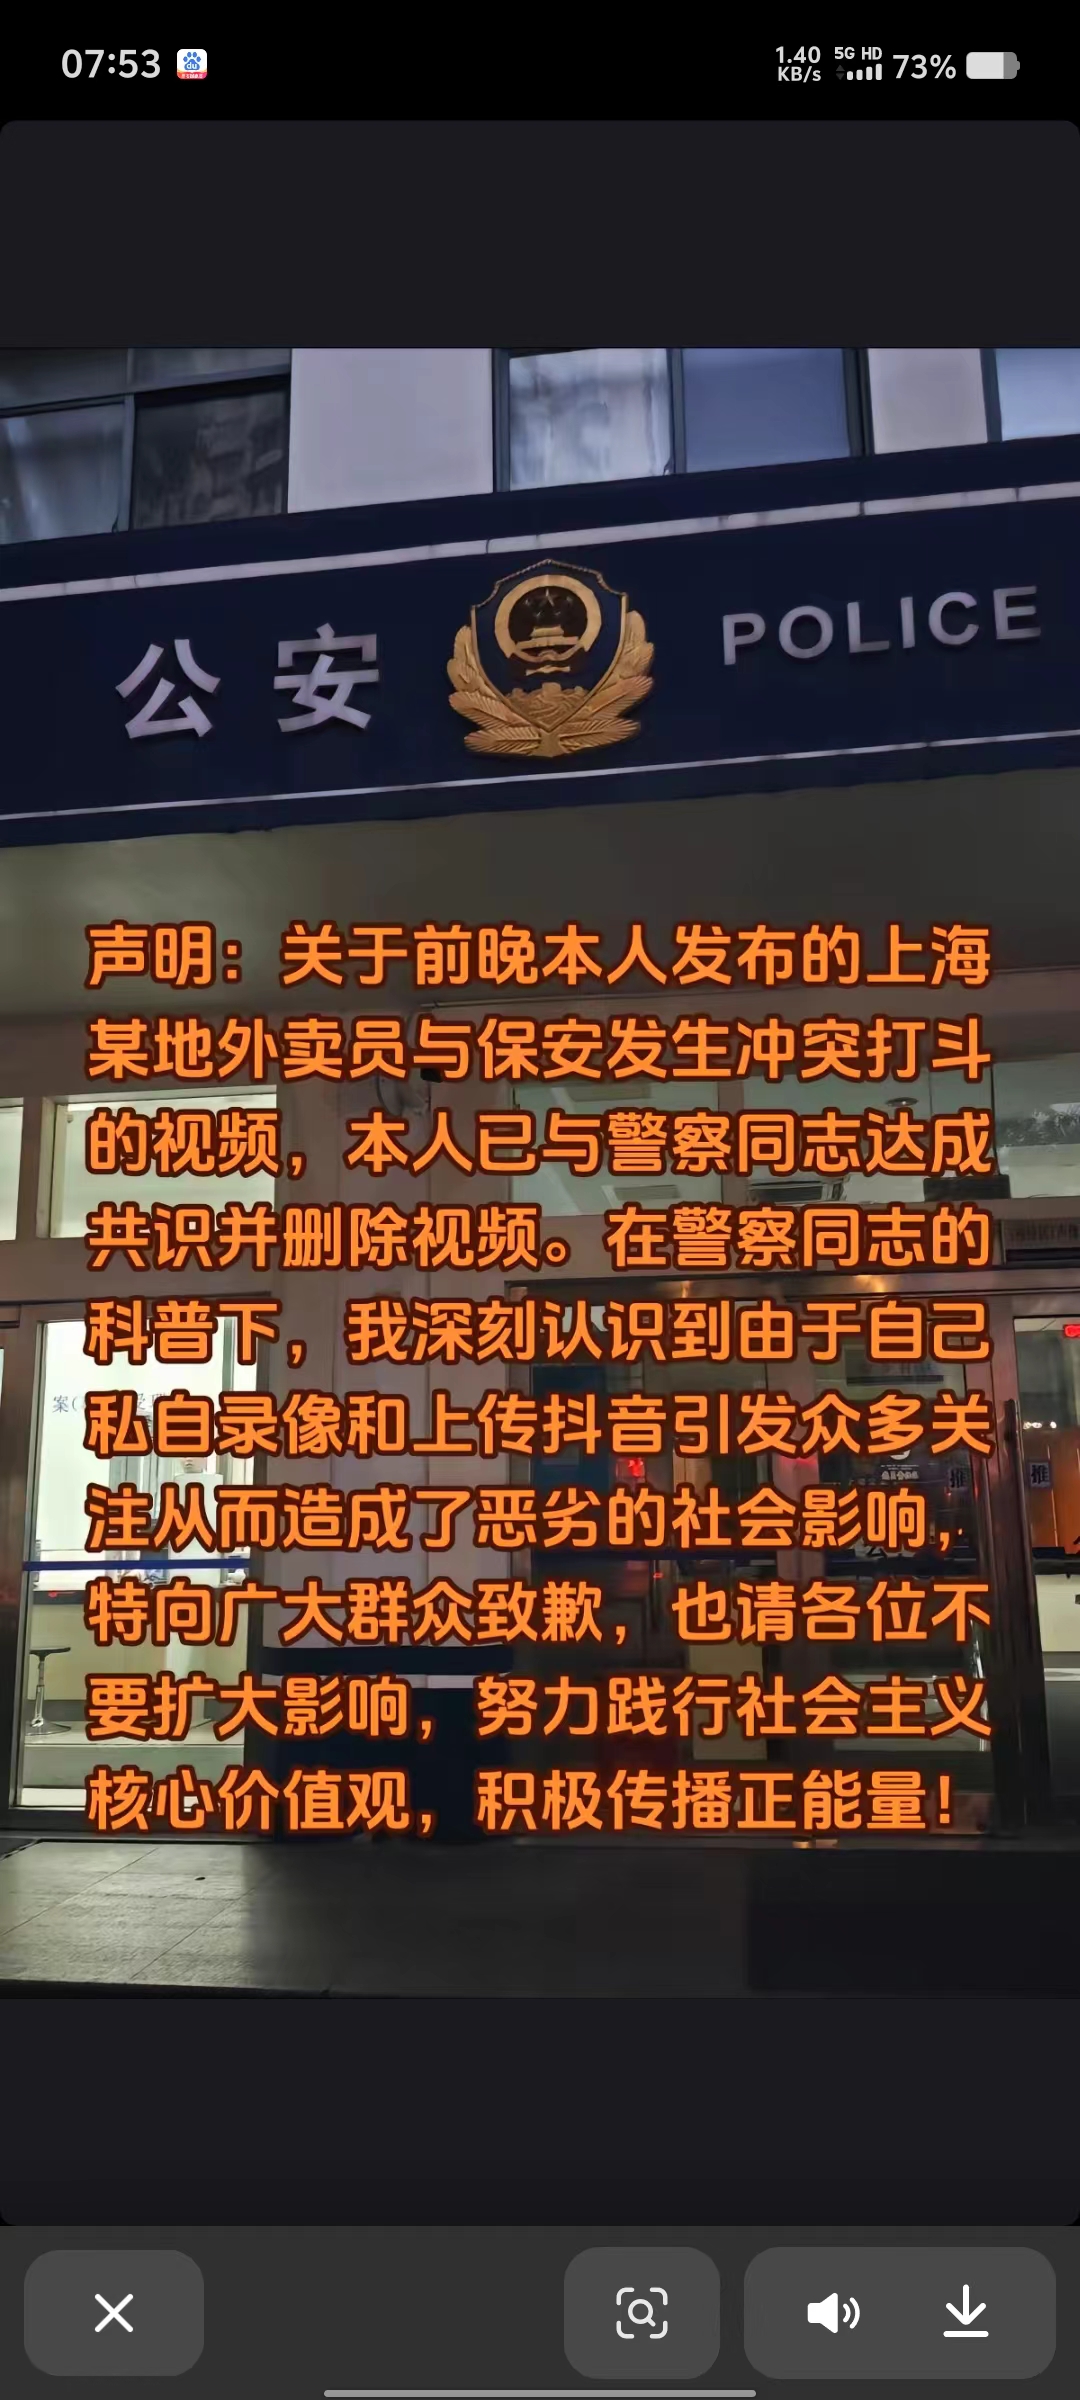 07:53
1.40 KB/s 5G HD 73%
公安 POLICE
声明：关于前晚本人发布的上海
某地外卖员与保安发生冲突打斗
的视频，本人已与警察同志达成
共识并删除视频。在警察同志的
科普下，我深刻认识到由于自己
私自录像和上传抖音引发众多关
注从而造成了恶劣的社会影响，
特向广大群众致歉，也请各位不
要扩大影响，努力践行社会主义
核心价值观，积极传播正能量！
推
推